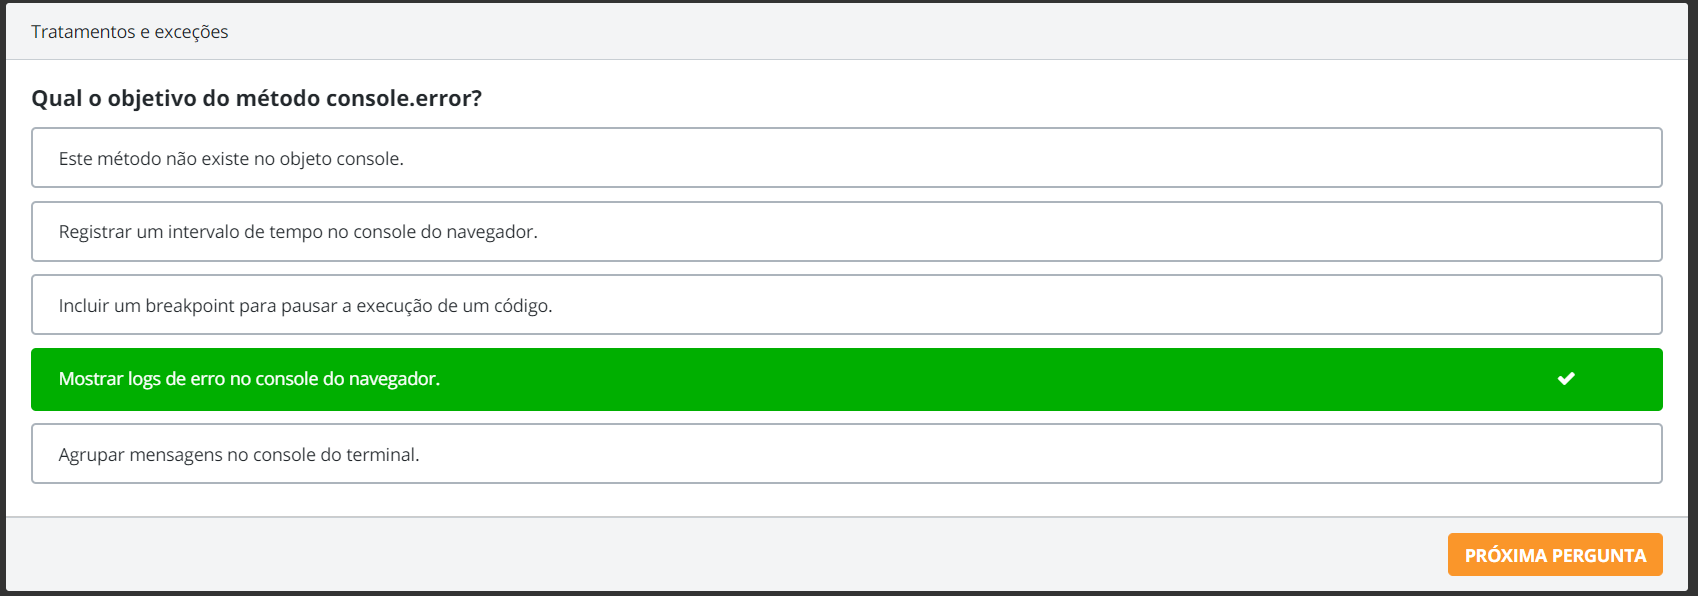 Tratamentos e exceções
Qual o objetivo do método console.error?
Este método não existe no objeto console.
Registrar um intervalo de tempo no console do navegador.
Incluir um breakpoint para pausar a execução de um código.
Mostrar logs de erro no console do navegador.
Agrupar mensagens no console do terminal.
PRÓXIMA PERGUNTA